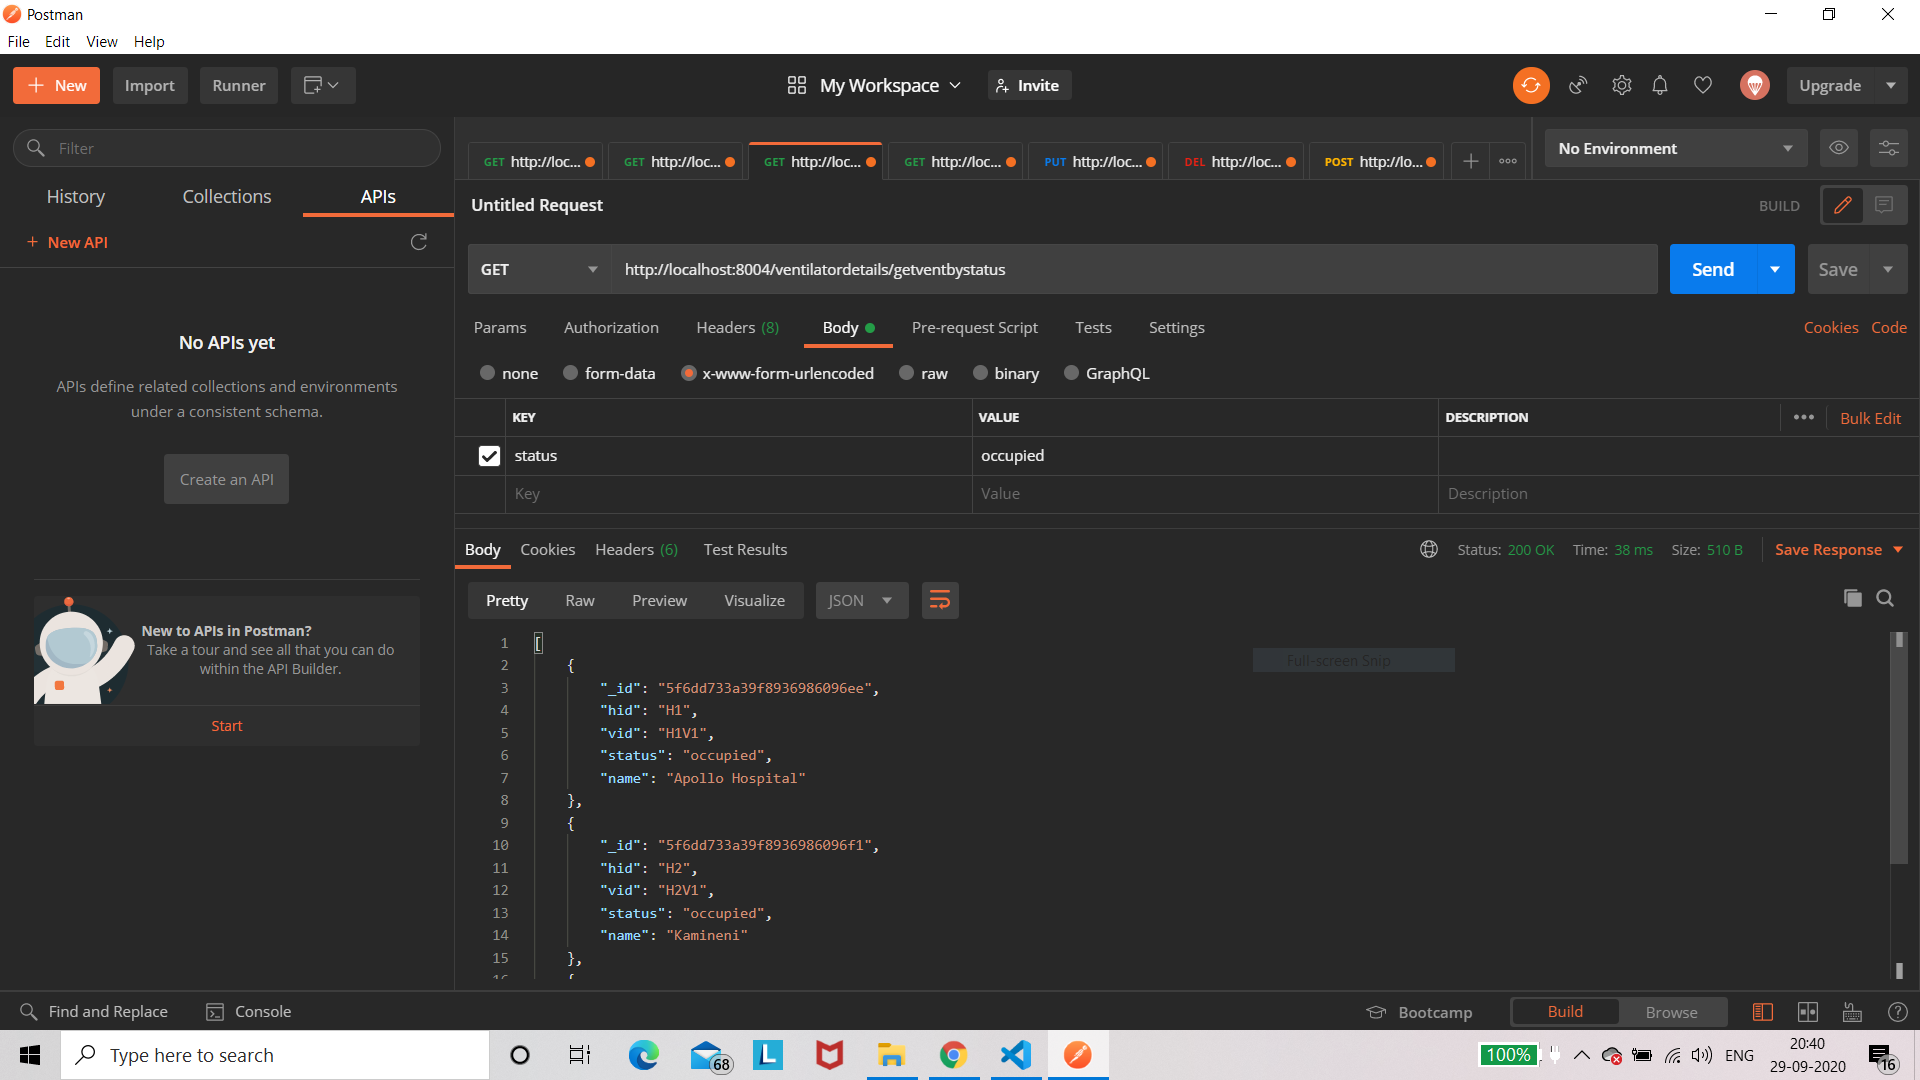 Postman
File Edit View Help
New Import Runner My Workspace Invite Upgrade
Filter
History Collections APIs
+ New API
No APIs yet
APIs define related collections and environments
under a consistent schema.
Create an API
New to APIs in Postman?
Take a tour and see all that you can do
within the API Builder.
Start
GET http://loc... GET http://loc... GET http://loc... GET http://loc... PUT http://loc... DEL http://loc... POST http://lo...
No Environment
Untitled Request
BUILD
GET http://localhost:8004/ventilatordetails/getventbystatus Send Save
Params Authorization Headers (8) Body Pre-request Script Tests Settings Cookies Code
none form-data x-www-form-urlencoded raw binary GraphQL
KEY VALUE DESCRIPTION Bulk Edit
status occupied
Key Value Description
Body Cookies Headers (6) Test Results Status: 200 OK Time: 38 ms Size: 510 B Save Response
Pretty Raw Preview Visualize JSON
Full-screen Snip
1 [
2 {
3 "_id": "5f6dd733a39f8936986096ee",
4 "hid": "H1",
5 "vid": "H1V1",
6 "status": "occupied",
7 "name": "Apollo Hospital"
8 },
9 {
10 "_id": "5f6dd733a39f8936986096f1",
11 "hid": "H2",
12 "vid": "H2V1",
13 "status": "occupied",
14 "name": "Kamineni"
15 },
16 {
Find and Replace Console Bootcamp Build Browse
Type here to search
68
L
100%
ENG
20:40
29-09-2020
16